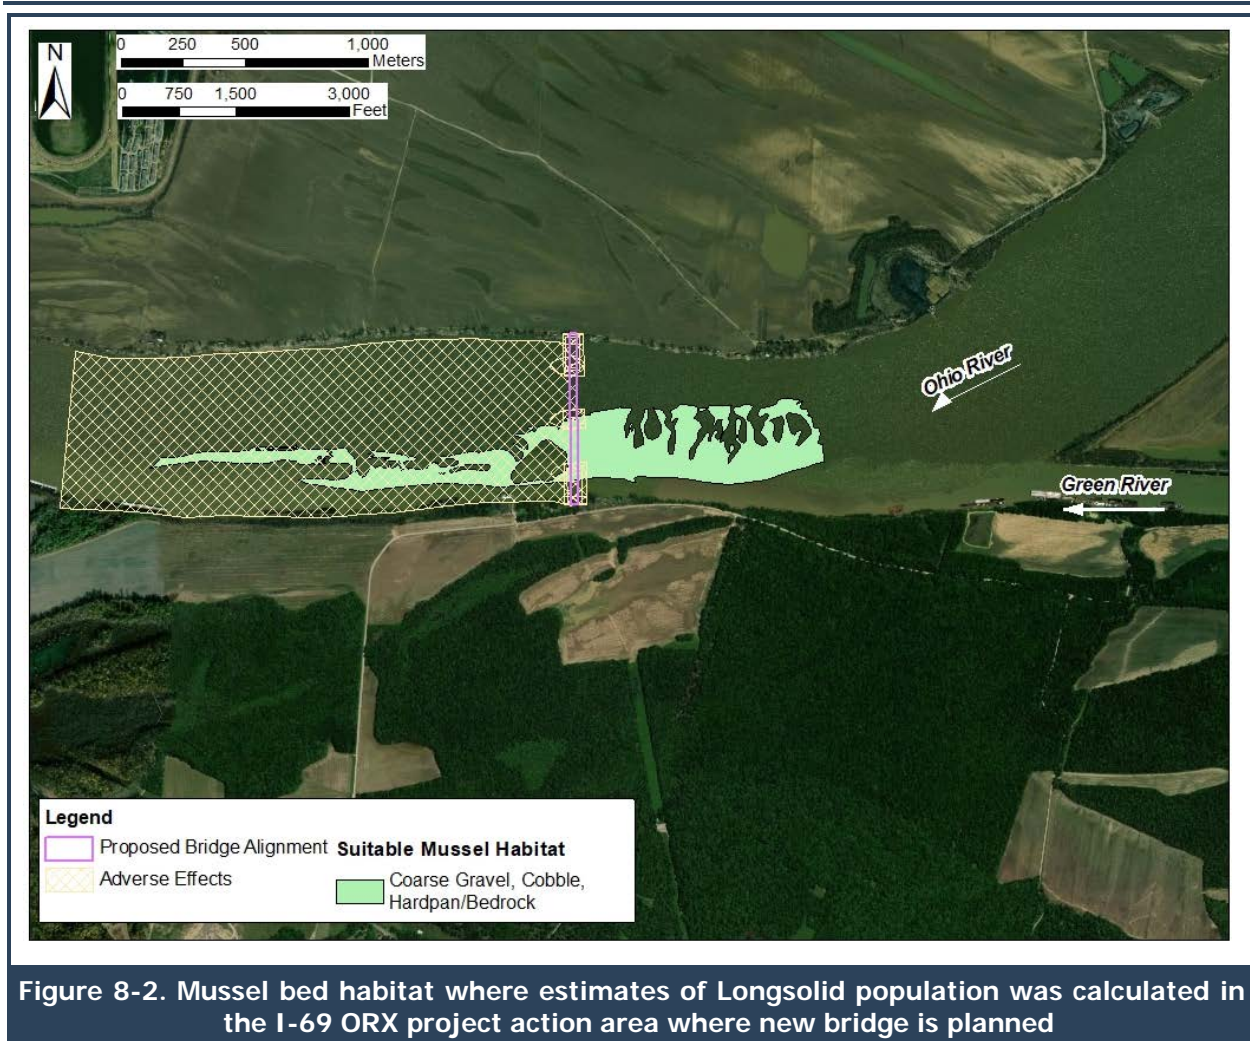 N
0 250 500 1,000
Meters
0 750 1,500 3,000
Feet
Ohio River
Green River
Legend
Proposed Bridge Alignment
Adverse Effects
Suitable Mussel Habitat
Coarse Gravel, Cobble,
Hardpan/Bedrock
Figure 8-2. Mussel bed habitat where estimates of Longsolid population was calculated in
the I-69 ORX project action area where new bridge is planned